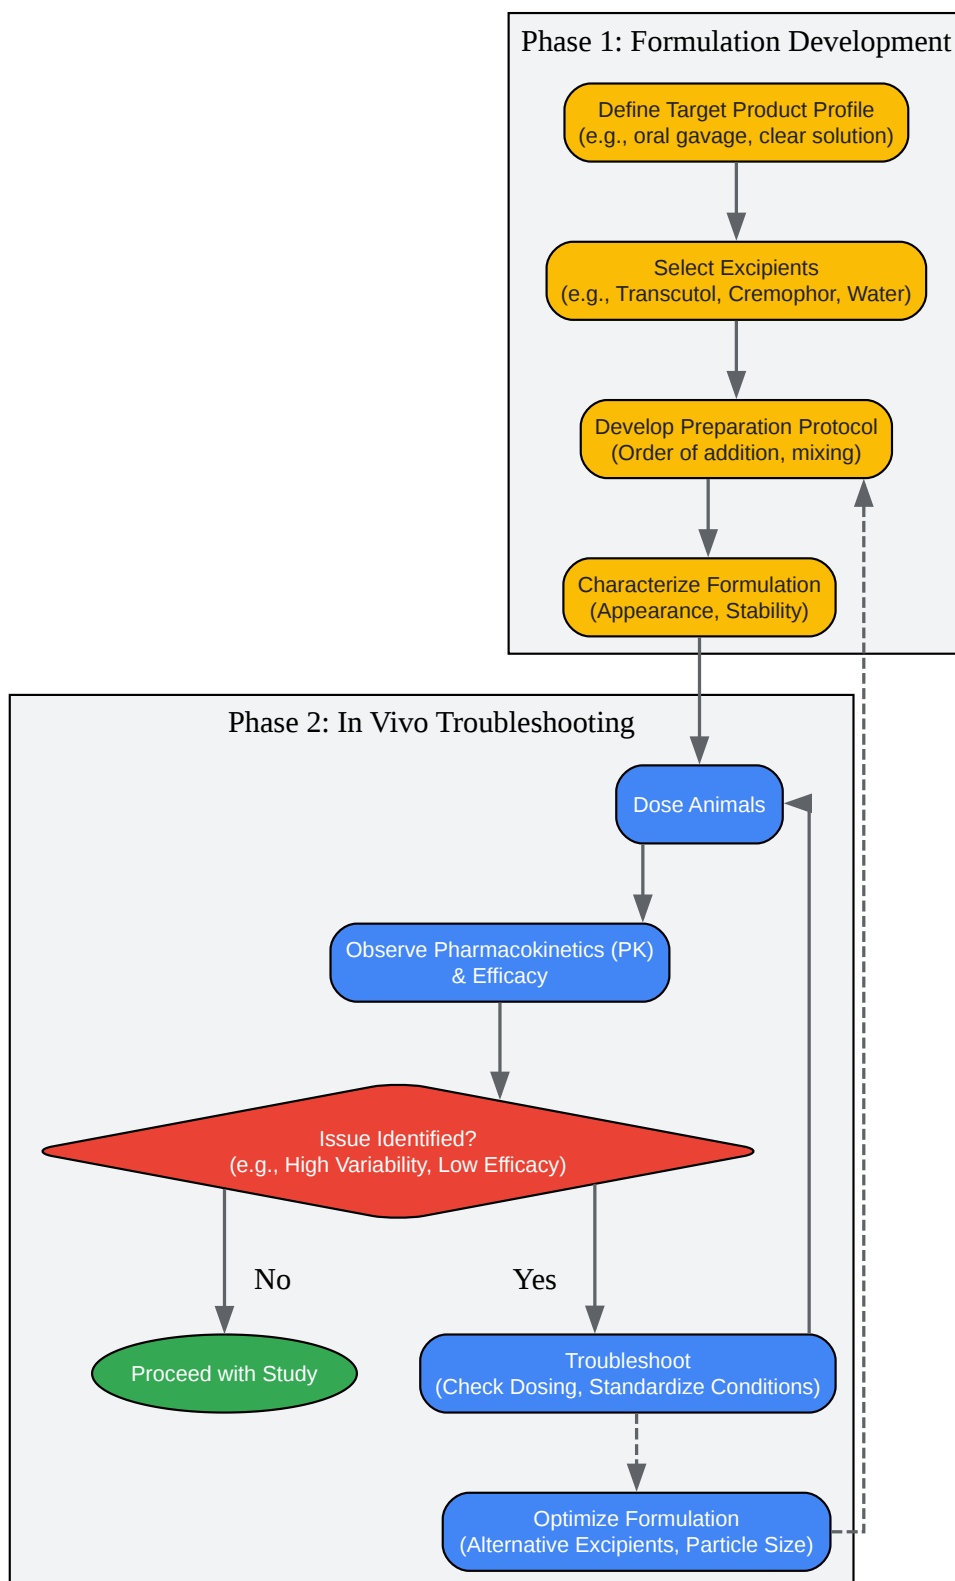 Phase 1: Formulation Development
Define Target Product Profile
(e.g., oral gavage, clear solution)
Select Excipients
(e.g., Transcutol, Cremophor, Water)
Develop Preparation Protocol
(Order of addition, mixing)
Characterize Formulation
(Appearance, Stability)
Phase 2: In Vivo Troubleshooting
Dose Animals
Observe Pharmacokinetics (PK)
& Efficacy
Issue Identified?
(e.g., High Variability, Low Efficacy)
No
Yes
Proceed with Study
Troubleshoot
(Check Dosing, Standardize Conditions)
Optimize Formulation
(Alternative Excipients, Particle Size)